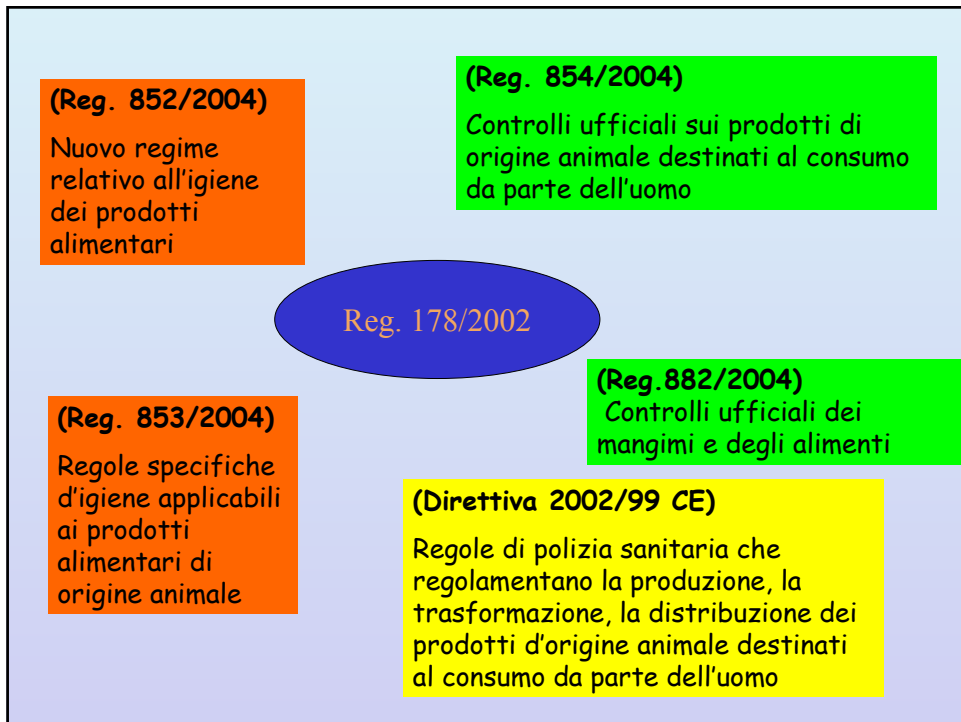 (Reg. 852/2004)
Nuovo regime
relativo all’igiene
dei prodotti
alimentari
(Reg. 854/2004)
Controlli ufficiali sui prodotti di
origine animale destinati al consumo
da parte dell’uomo
Reg. 178/2002
(Reg.882/2004)
Controlli ufficiali dei
mangimi e degli alimenti
(Reg. 853/2004)
Regole specifiche
d’igiene applicabili
ai prodotti
alimentari di
origine animale
(Direttiva 2002/99 CE)
Regole di polizia sanitaria che
regolamentano la produzione, la
trasformazione, la distribuzione dei
prodotti d’origine animale destinati
al consumo da parte dell’uomo